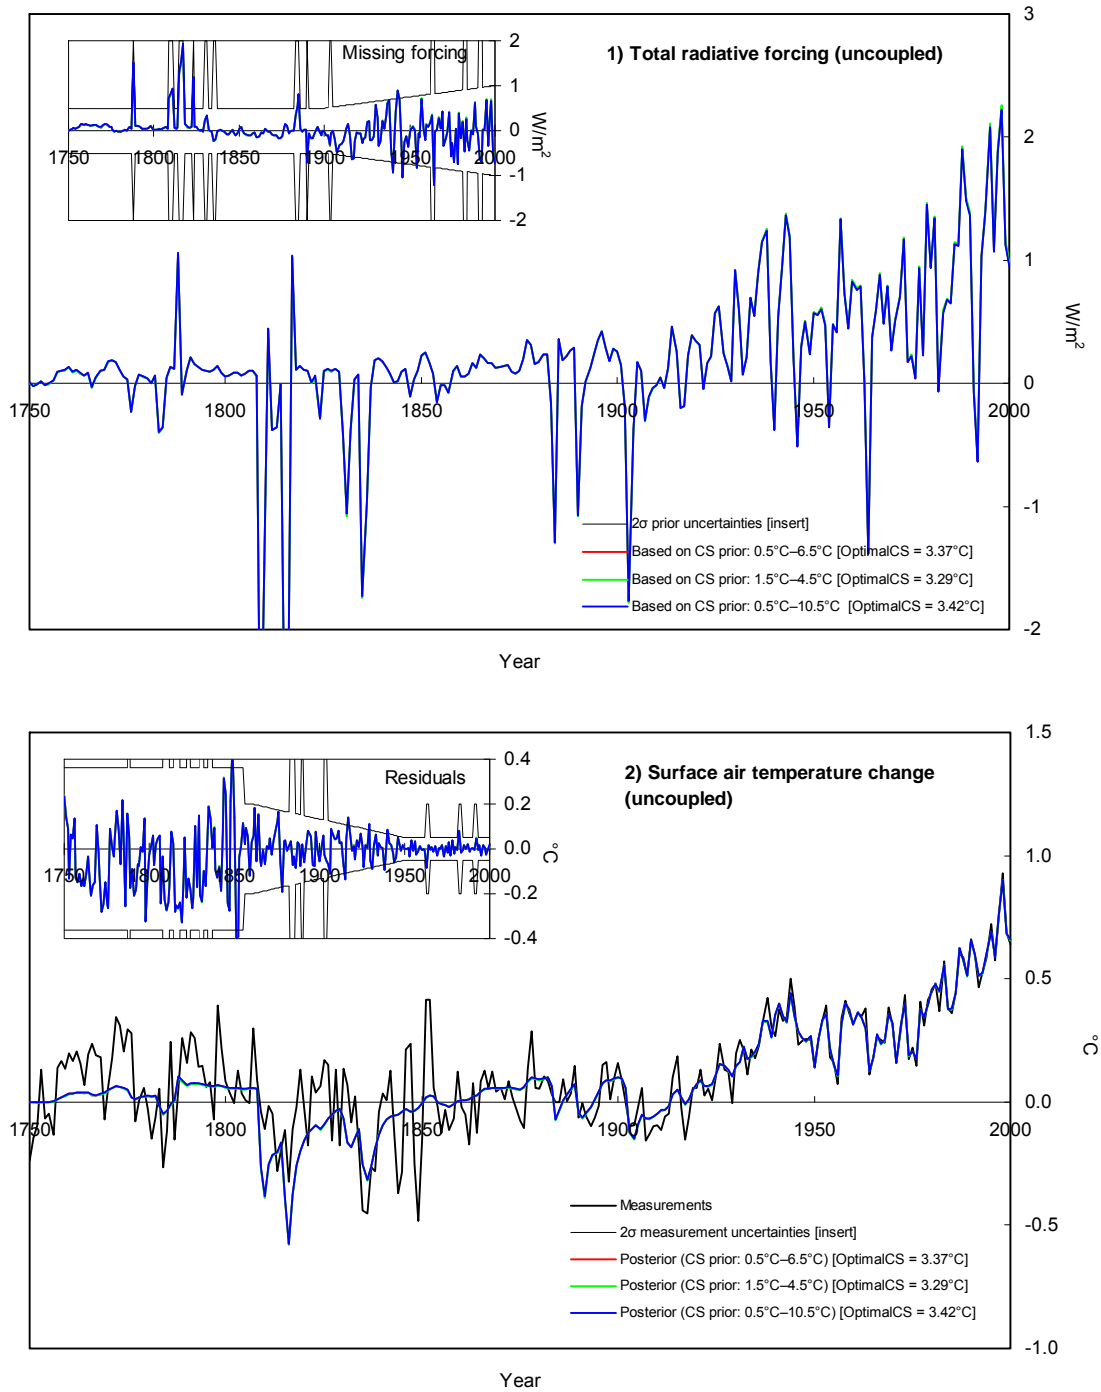 3
2
Missing forcing
1) Total radiative forcing (uncoupled)
1
W/m²
0
1750 1800 1850 1900 1950 2000
-1
-2
2
1
W/m²
0
1750 1800 1850 1900 1950 2000
-1
2σ prior uncertainties [insert]
Based on CS prior: 0.5°C–6.5°C [OptimalCS = 3.37°C]
Based on CS prior: 1.5°C–4.5°C [OptimalCS = 3.29°C]
Based on CS prior: 0.5°C–10.5°C [OptimalCS = 3.42°C]
-2
Year
1.5
0.4
Residuals
2) Surface air temperature change
(uncoupled)
0.2
0.0
°C
1750 1800 1850 1900 1950 2000
-0.2
-0.4
1.0
0.5
°C
0.0
1750 1800 1850 1900 1950 2000
Measurements
-0.5
2σ measurement uncertainties [insert]
Posterior (CS prior: 0.5°C–6.5°C) [OptimalCS = 3.37°C]
Posterior (CS prior: 1.5°C–4.5°C) [OptimalCS = 3.29°C]
Posterior (CS prior: 0.5°C–10.5°C) [OptimalCS = 3.42°C]
-1.0
Year